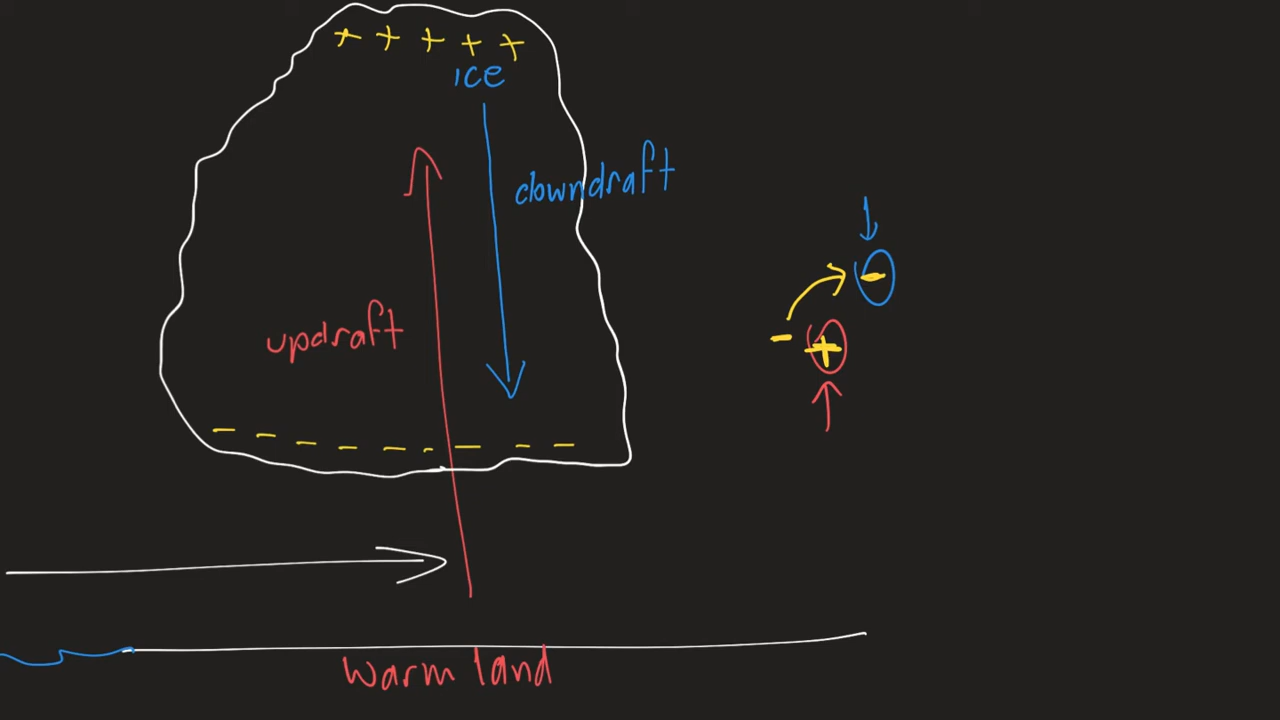 + + + + +
ice
downdraft
updraft
-
- +
- - - - - - - - -
warm land